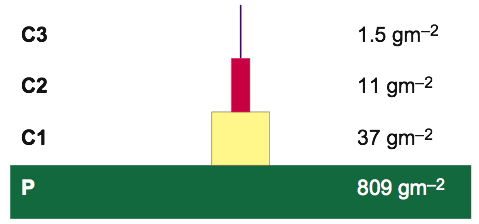 C3 1.5 gm⁻²
C2 11 gm⁻²
C1 37 gm⁻²
P 809 gm⁻²